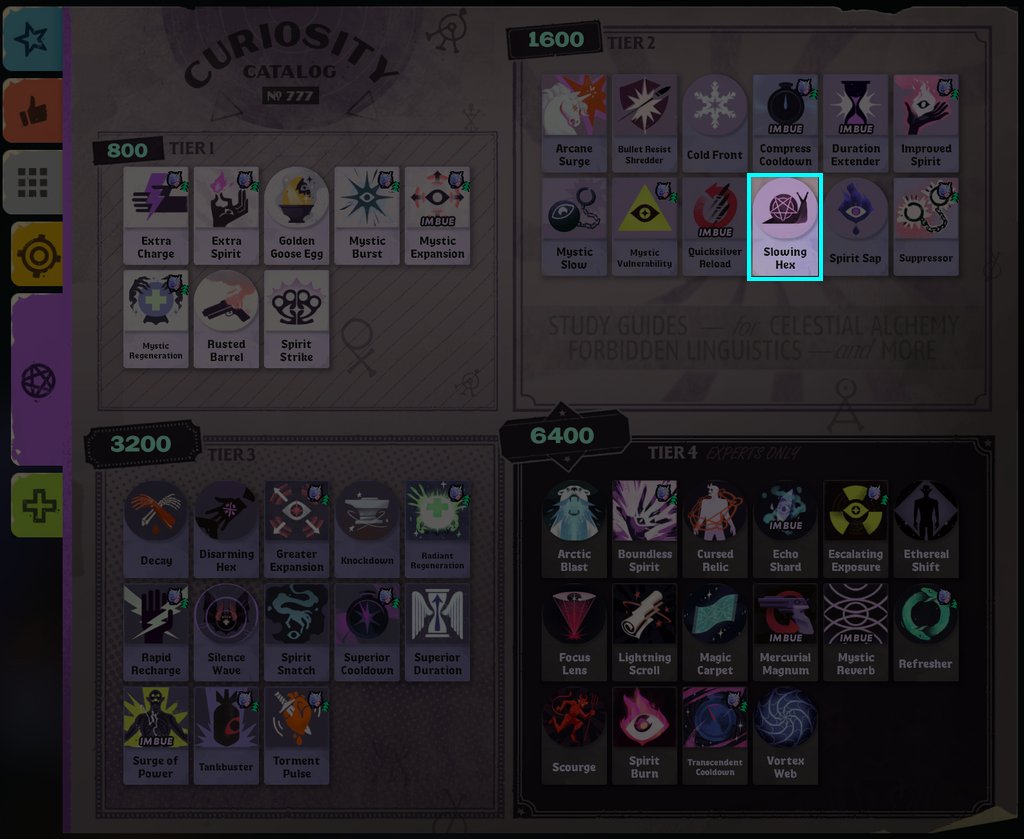 CURIOSITY
CATALOG
Nº 777
800 TIER 1
Extra
Charge
Extra
Spirit
Golden
Goose Egg
Mystic
Burst
IMBUE
Mystic
Expansion
Mystic
Regeneration
Rusted
Barrel
Spirit
Strike
1600 TIER 2
Arcane
Surge
Bullet Resist
Shredder
Cold Front
IMBUE
Compress
Cooldown
IMBUE
Duration
Extender
Improved
Spirit
Mystic
Slow
Mystic
Vulnerability
IMBUE
Quicksilver
Reload
Slowing
Hex
Spirit Sap
Suppressor
STUDY GUIDES — for CELESTIAL ALCHEMY
FORBIDDEN LINGUISTICS — and MORE
3200 TIER 3
Decay
Disarming
Hex
Greater
Expansion
Knockdown
Radiant
Regeneration
Rapid
Recharge
Silence
Wave
Spirit
Snatch
Superior
Cooldown
Superior
Duration
IMBUE
Surge of
Power
Tankbuster
Torment
Pulse
6400 TIER 4 EXPERTS ONLY
Arctic
Blast
Boundless
Spirit
Cursed
Relic
IMBUE
Echo
Shard
Escalating
Exposure
Ethereal
Shift
Focus
Lens
Lightning
Scroll
Magic
Carpet
IMBUE
Mercurial
Magnum
IMBUE
Mystic
Reverb
Refresher
Scourge
Spirit
Burn
Transcendent
Cooldown
Vortex
Web